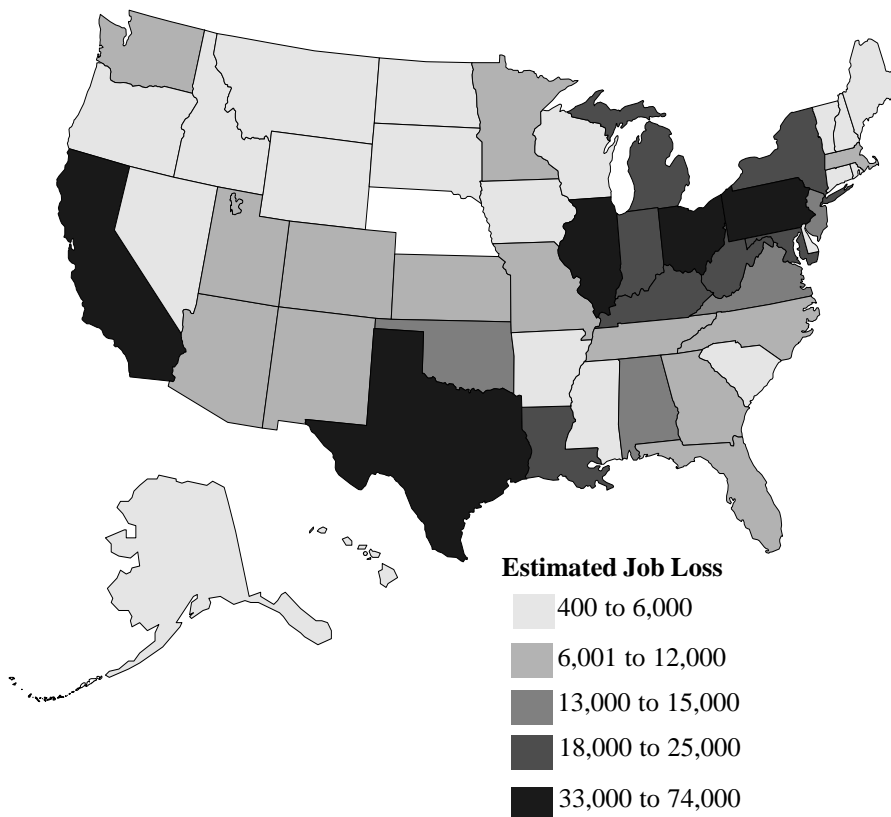 Estimated Job Loss
400 to 6,000
6,001 to 12,000
13,000 to 15,000
18,000 to 25,000
33,000 to 74,000